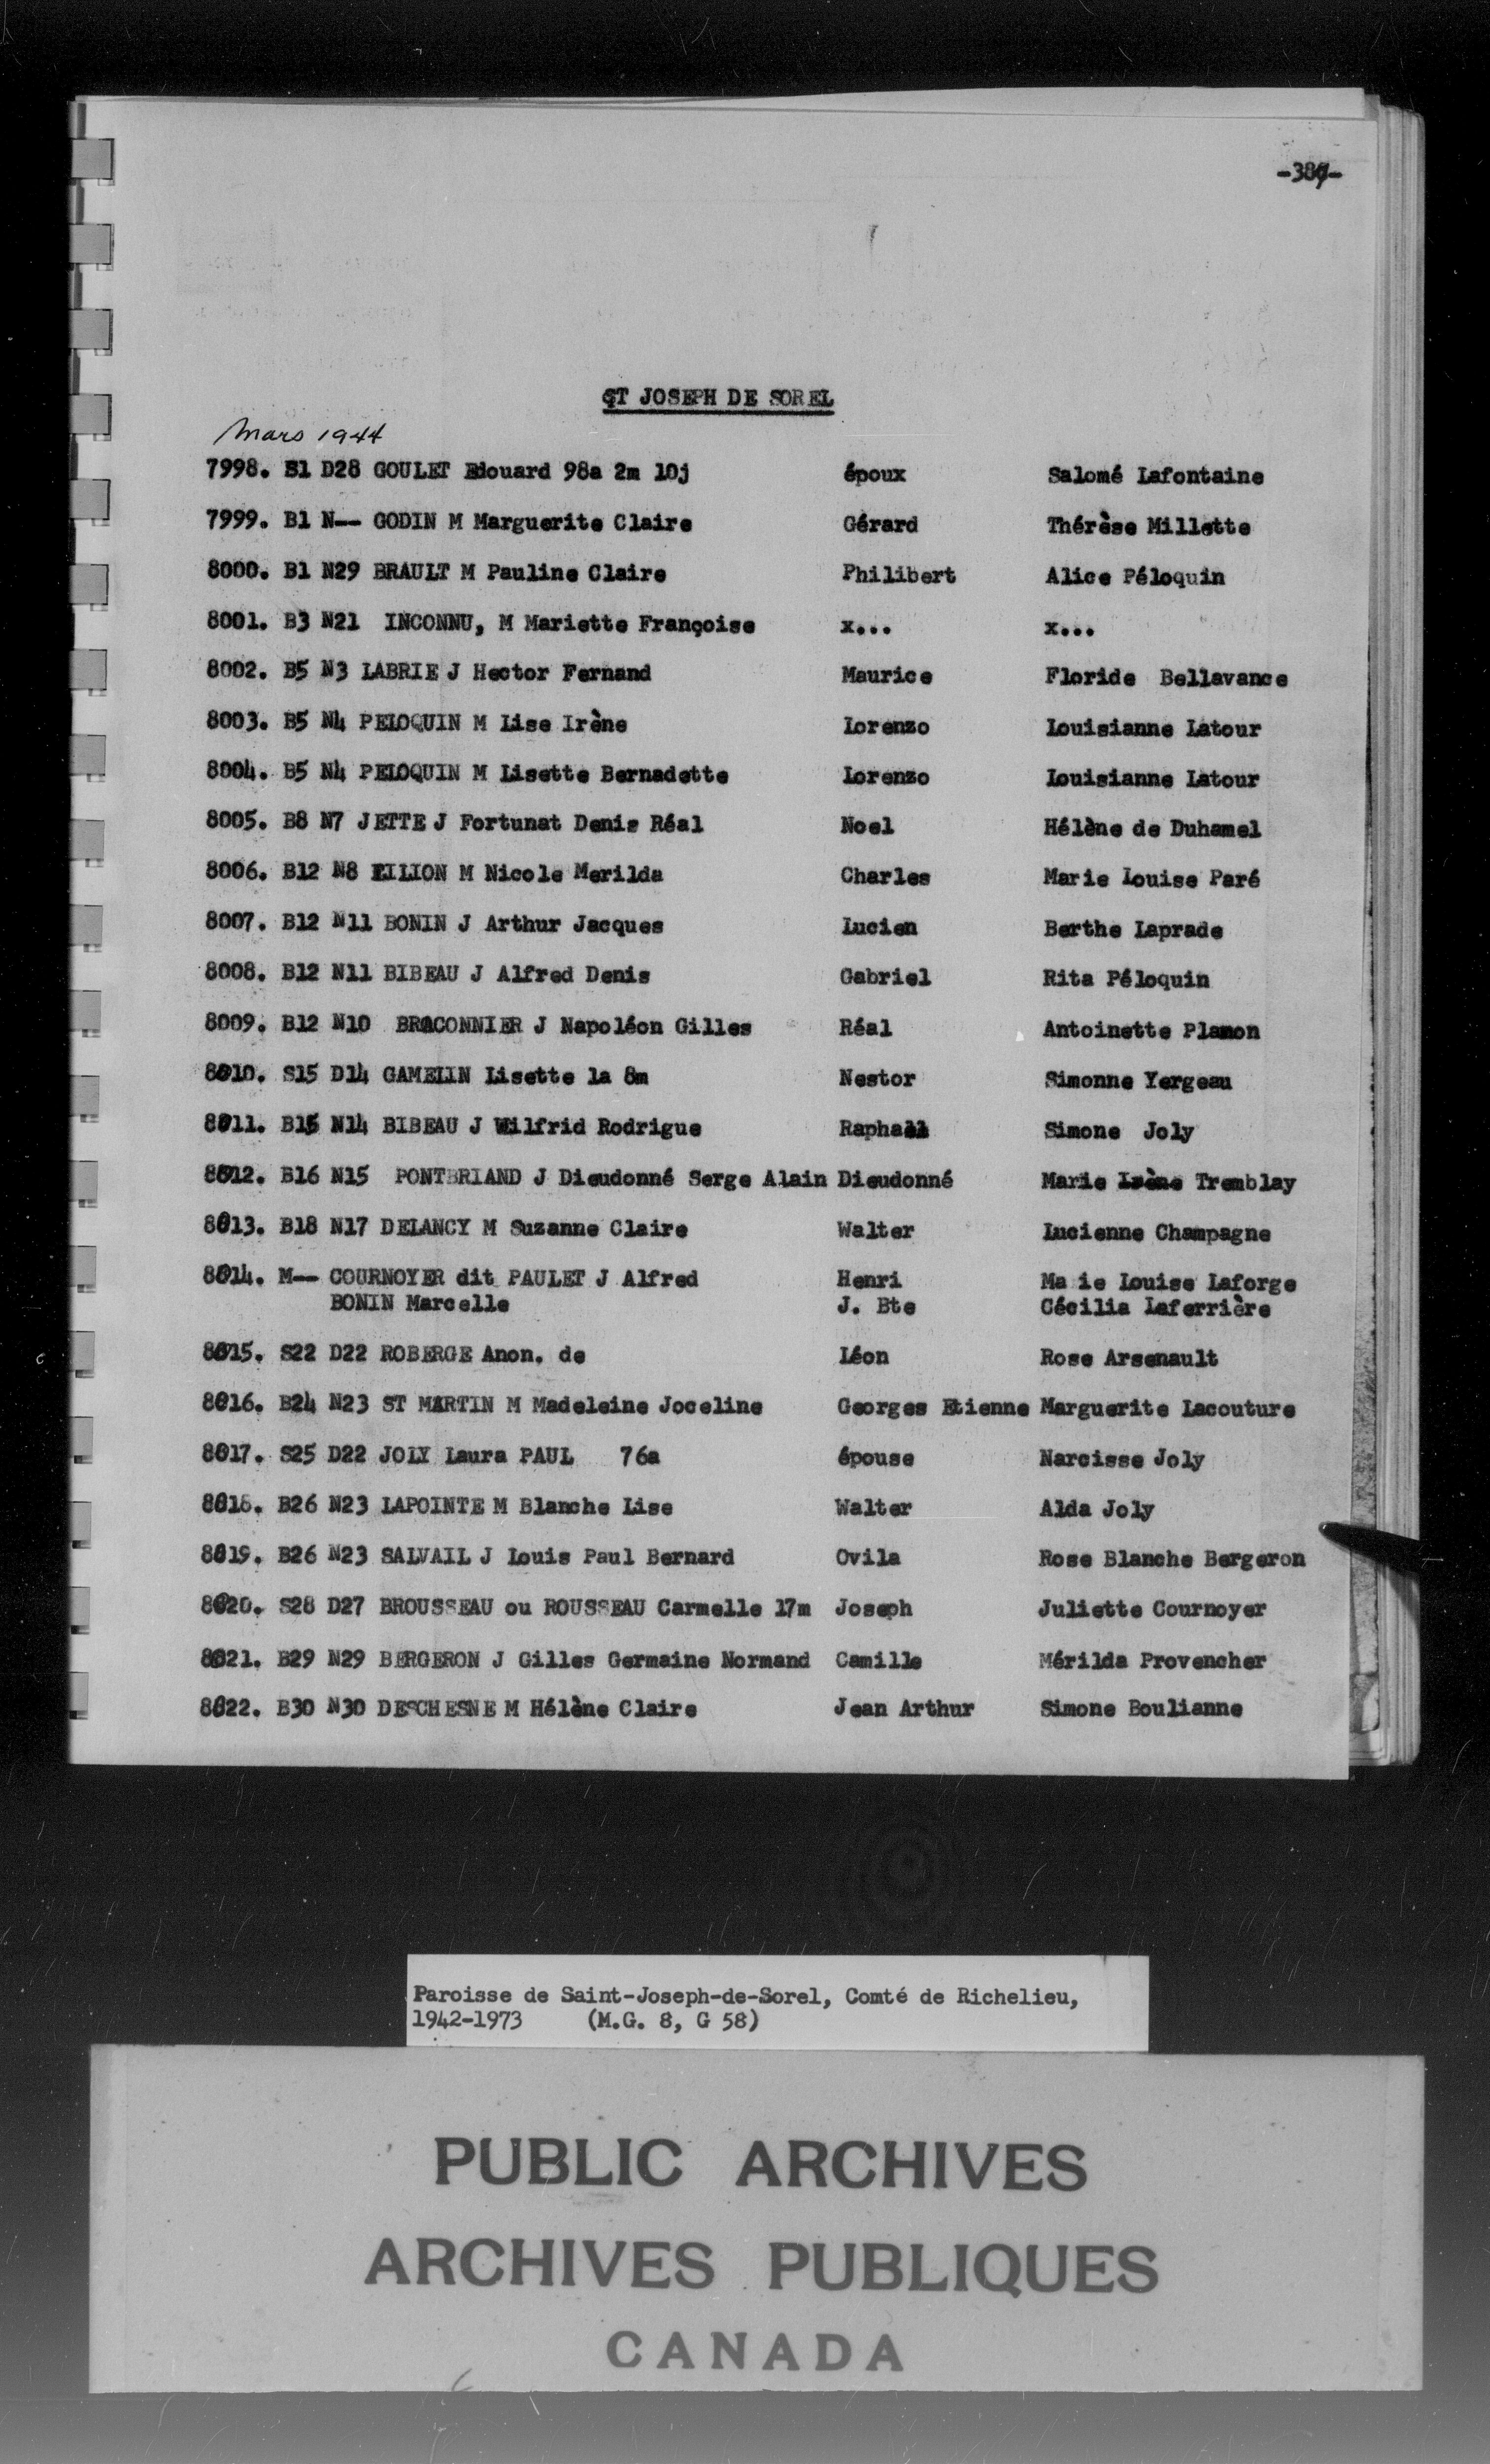 ST JOSEPH DE SOREL
Mars 1944
7998. S1 D28 GOULET Edouard 98a 2m 10j époux Salomé Lafontaine
7999. B1 N-- GODIN M Marguerite Claire Gérard Thérèse Millette
8000. B1 N29 BRAULT M Pauline Claire Philibert Alice Péloquin
8001. B3 N21 INCONNU, M Mariette Françoise x... x...
8002. B5 N3 LABRIE J Hector Fernand Maurice Floride Bellavance
8003. B5 N4 PELOQUIN M Lise Irène Lorenzo Louisianne Latour
8004. B5 N4 PELOQUIN M Lisette Bernadette Lorenzo Louisianne Latour
8005. B8 N7 JETTE J Fortunat Denis Réal Noel Hélène de Duhamel
8006. B12 N8 M Nicole Merilda Charles Marie Louise Paré
8007. B12 N11 BONIN J Arthur Jacques Lucien Berthe Laprade
8008. B12 N11 BIBEAU J Alfred Denis Gabriel Rita Péloquin
8009. B12 N10 BRACONNIER J Napoléon Gilles Réal Antoinette Plamon
8010. S15 D14 GAMELIN Lisette 1a 8m Nestor Simonne Yergeau
8011. B15 N14 BIBEAU J Wilfrid Rodrigue Simone Joly
8012. B16 N15 PONTBRIAND J Dieudonné Serge Alain Dieudonné Marie Irène Tremblay
8013. B18 N17 DELANCY M Suzanne Claire Walter Lucienne Champagne
8014. M-- COURNOYER dit PAULET J Alfred Henri Ma ie Louise Laforge
BONIN Marcelle J. Bte Cécilia Laferrière
8015. S22 D22 ROBERGE Anon. de Léon Rose Arsenault
8016. B24 N23 ST MARTIN M Madeleine Joceline Georges Etienne Marguerite Lacouture
8017. S25 D22 JOLY Laura PAUL 76a épouse Narcisse Joly
8018. B26 N23 LAPOINTE M Blanche Lise Walter Alda Joly
8019. B26 N23 SALVAIL J Louis Paul Bernard Ovila Rose Blanche Bergeron
8020. S28 D27 BROUSSEAU ou ROUSSEAU Carmelle 17m Joseph Juliette Cournoyer
8021. B29 N29 BERGERON J Gilles Germaine Normand Camille Mérilda Provencher
8022. B30 N30 DESCHESNE M Hélène Claire Jean Arthur Simone Boulianne
Paroisse de Saint-Joseph-de-Sorel, Comté de Richelieu,
1942-1973 (M.G. 8, G 58)
PUBLIC ARCHIVES
ARCHIVES PUBLIQUES
CANADA